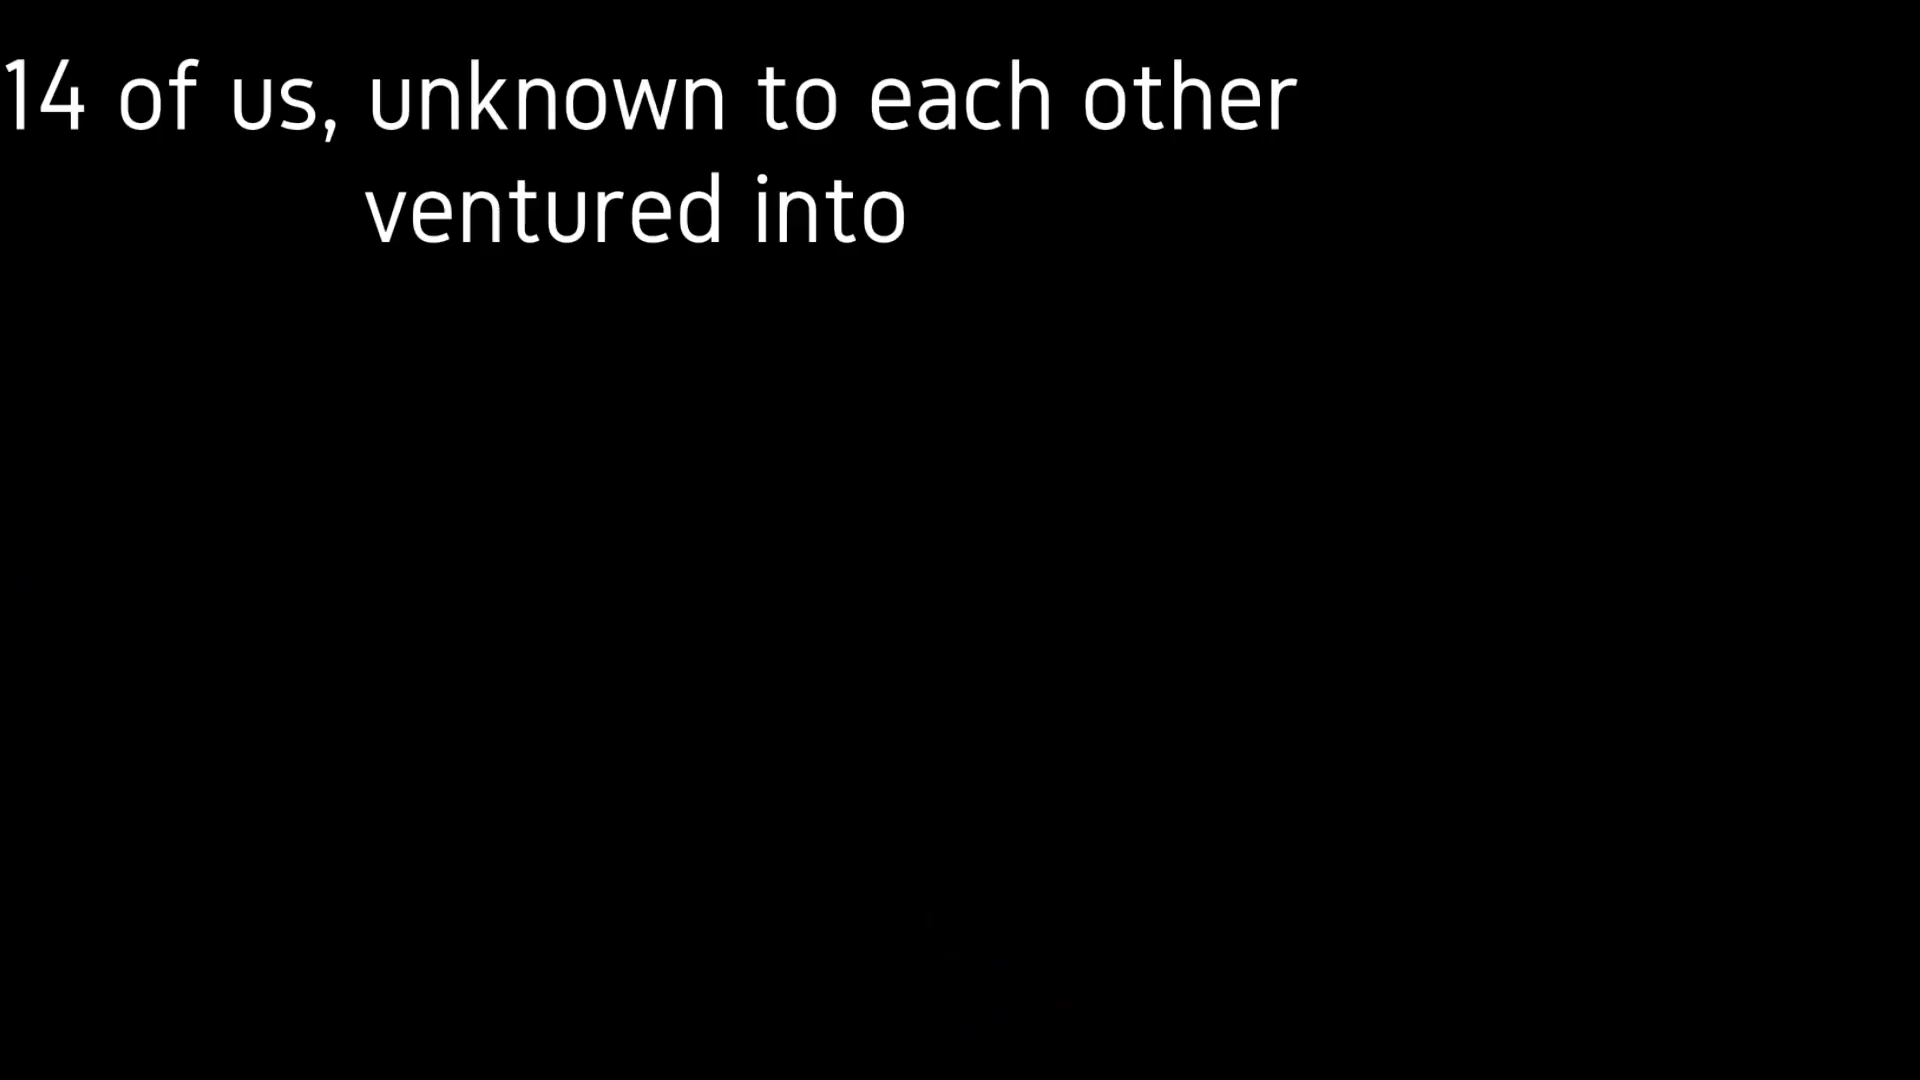 14 of us, unknown to each other
ventured into